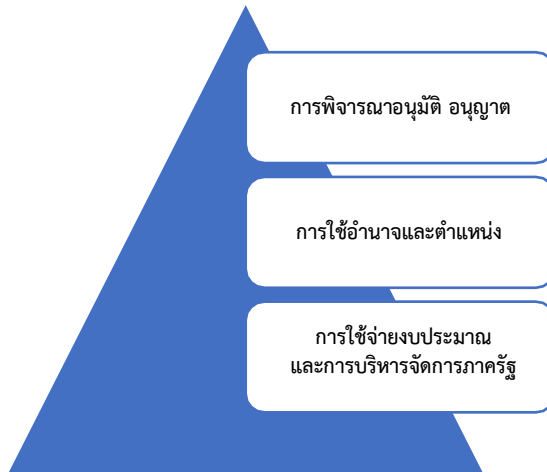 การพิจารณาอนุมัติ อนุญาต
การใช้อำนาจและตำแหน่ง
การใช้จ่ายงบประมาณ
และการบริหารจัดการภาครัฐ